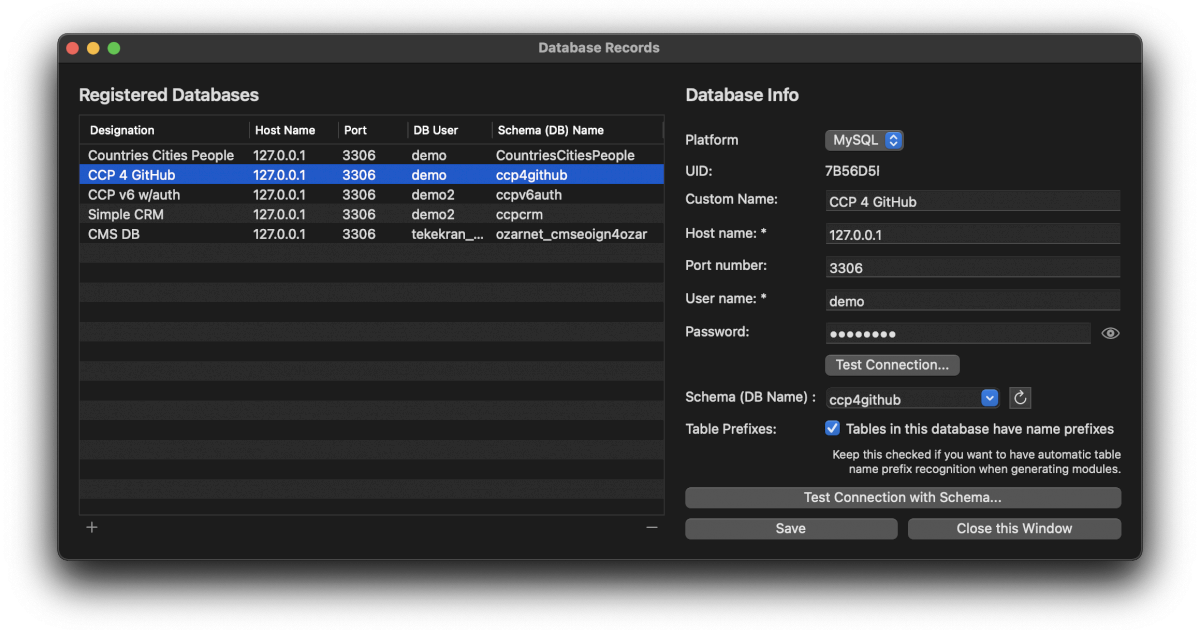 Database Records
Registered Databases
Designation Host Name Port DB User Schema (DB) Name
Countries Cities People 127.0.0.1 3306 demo CountriesCitiesPeople
CCP 4 GitHub 127.0.0.1 3306 demo ccp4github
CCP v6 w/auth 127.0.0.1 3306 demo2 ccpv6auth
Simple CRM 127.0.0.1 3306 demo2 ccpcrm
CMS DB 127.0.0.1 3306 tekekran_... ozarnet_cmseoign4ozar
Database Info
Platform MySQL
UID: 7B56D5I
Custom Name: CCP 4 GitHub
Host name: * 127.0.0.1
Port number: 3306
User name: * demo
Password: ●●●●●●●●
Test Connection...
Schema (DB Name) : ccp4github
Table Prefixes: Tables in this database have name prefixes
Keep this checked if you want to have automatic table
name prefix recognition when generating modules.
Test Connection with Schema...
Save Close this Window